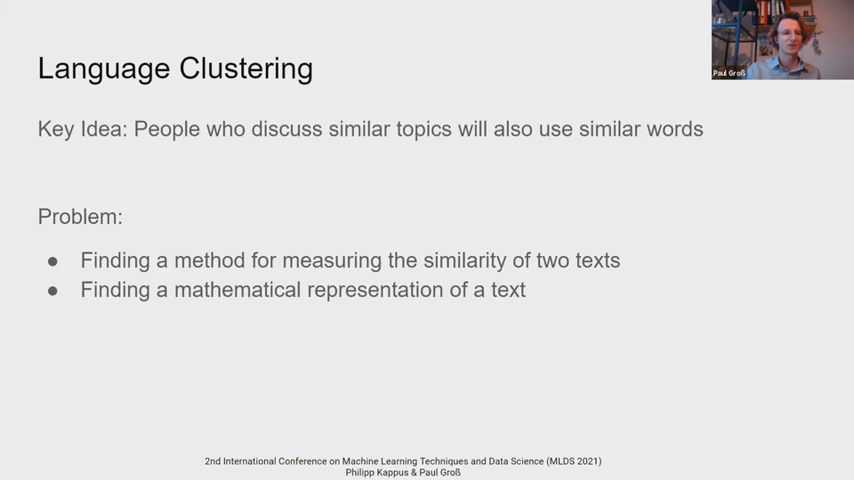 Paul Groß
Language Clustering
Key Idea: People who discuss similar topics will also use similar words
Problem:
● Finding a method for measuring the similarity of two texts
● Finding a mathematical representation of a text
2nd International Conference on Machine Learning Techniques and Data Science (MLDS 2021)
Philipp Kappus & Paul Groß